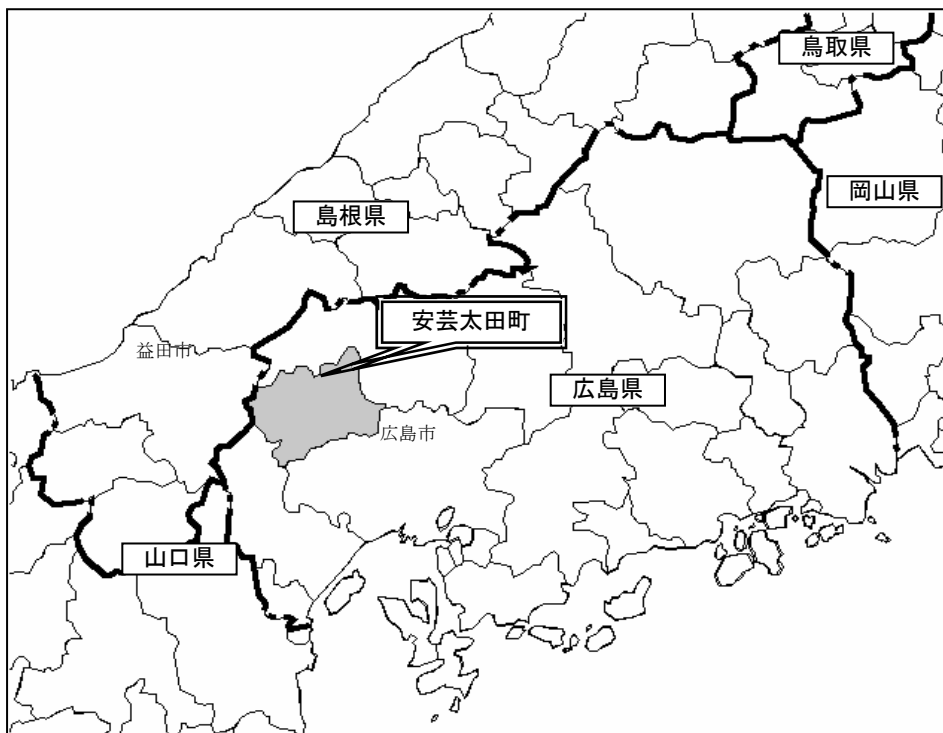 鳥取県
岡山県
島根県
安芸太田町
益田市
広島県
広島市
山口県